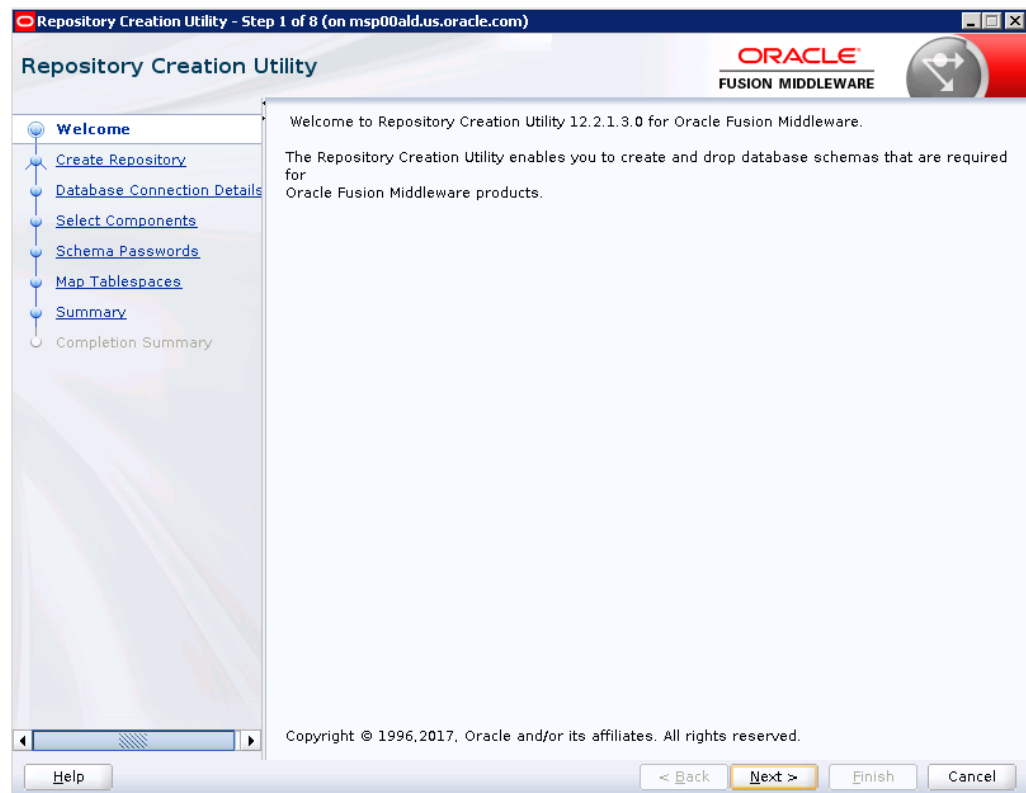 Repository Creation Utility - Step 1 of 8 (on msp00ald.us.oracle.com)
Repository Creation Utility
ORACLE
FUSION MIDDLEWARE
Welcome
Create Repository
Database Connection Details
Select Components
Schema Passwords
Map Tablespaces
Summary
Completion Summary
Welcome to Repository Creation Utility 12.2.1.3.0 for Oracle Fusion Middleware.
The Repository Creation Utility enables you to create and drop database schemas that are required
for
Oracle Fusion Middleware products.
Copyright © 1996,2017, Oracle and/or its affiliates. All rights reserved.
Help
< Back
Next >
Finish
Cancel